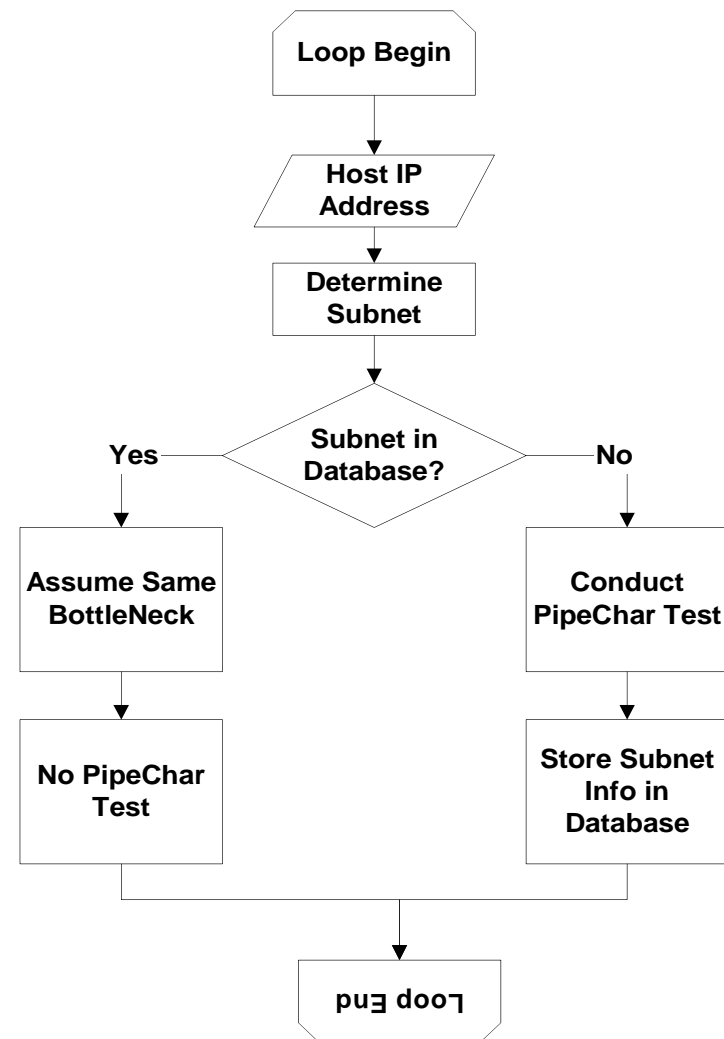 Loop Begin
Host IP
Address
Determine
Subnet
Subnet in
Database?
Yes
No
Assume Same
BottleNeck
Conduct
PipeChar Test
No PipeChar
Test
Store Subnet
Info in
Database
Loop End